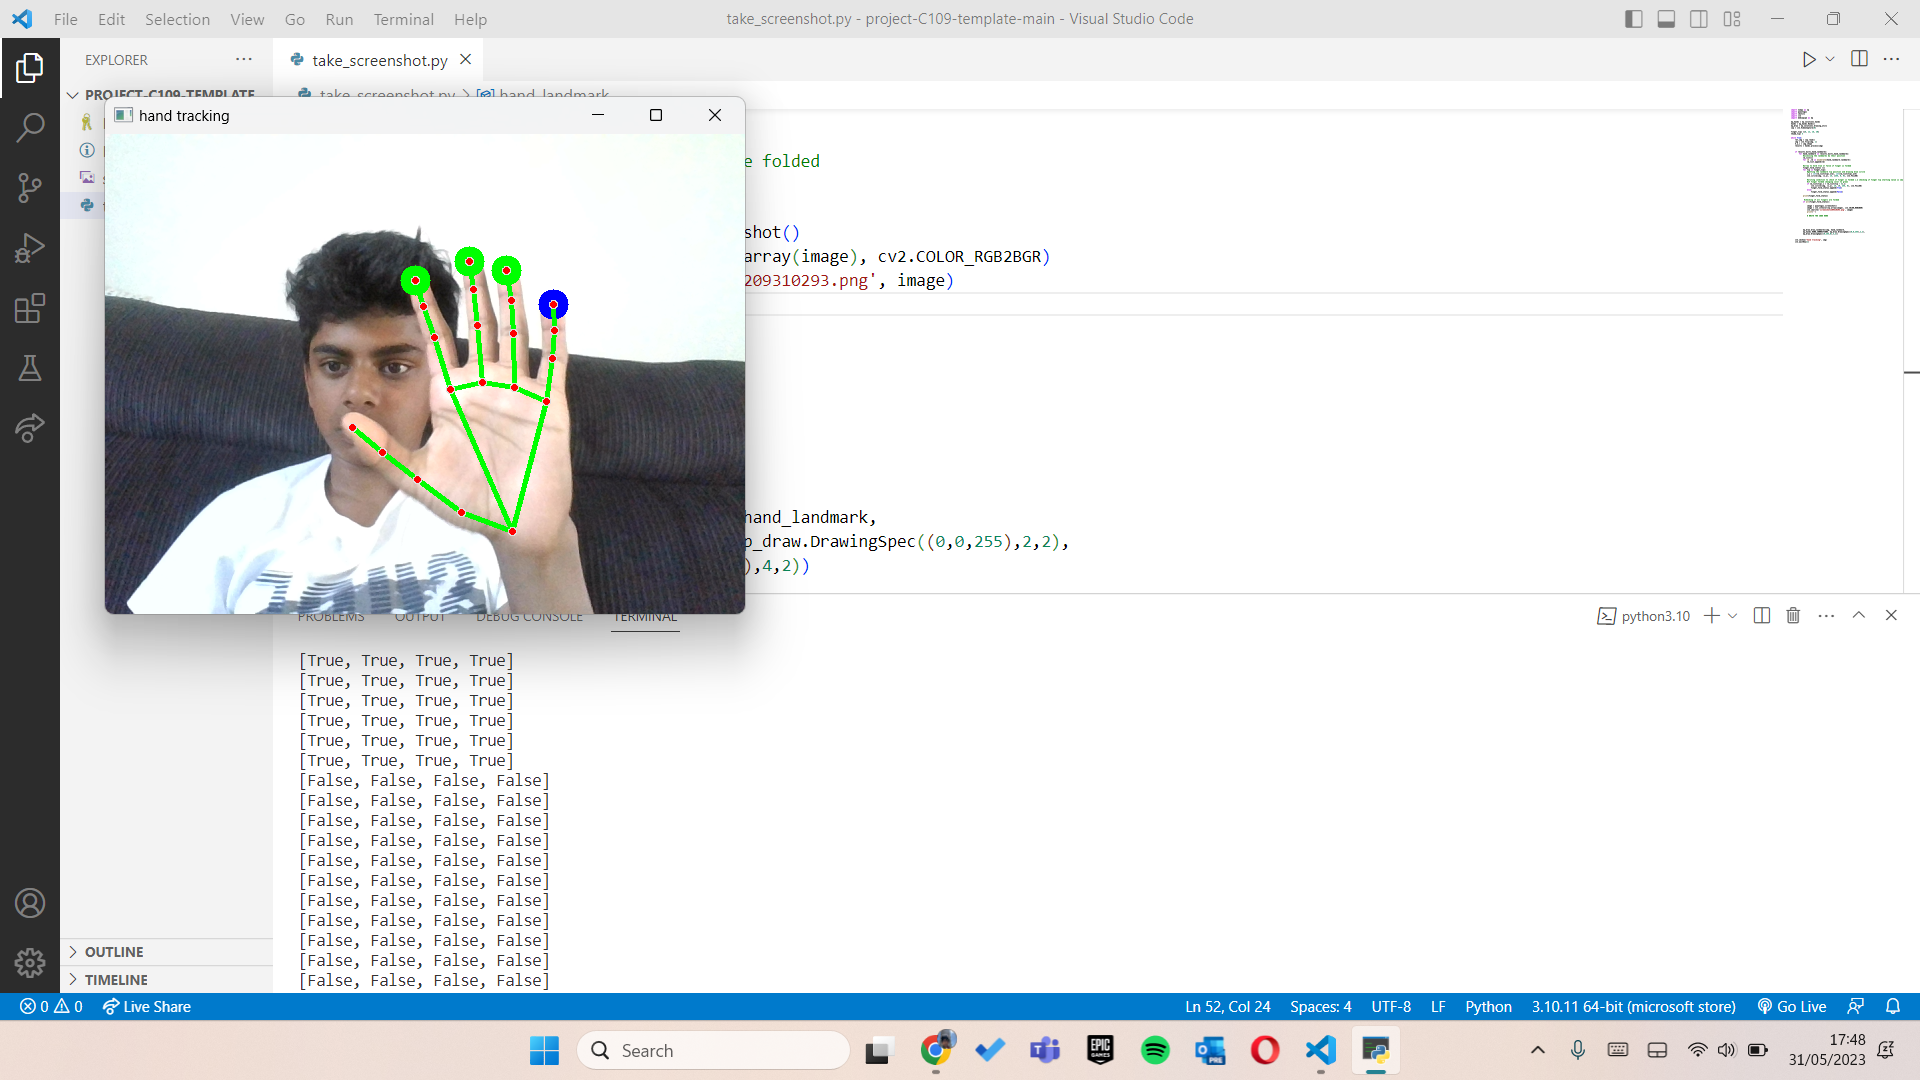 File Edit Selection View Go Run Terminal Help
take_screenshot.py - project-C109-template-main - Visual Studio Code
EXPLORER
take_screenshot.py
PROJECT-C109-TEMPLATE
take_screenshot.py > hand_landmark
hand tracking
e folded
shot()
array(image), cv2.COLOR_RGB2BGR)
209310293.png', image)
hand_landmark,
p_draw.DrawingSpec((0,0,255),2,2),
),4,2))
PROBLEMS OUTPUT DEBUG CONSOLE TERMINAL
python3.10
[True, True, True, True]
[True, True, True, True]
[True, True, True, True]
[True, True, True, True]
[True, True, True, True]
[True, True, True, True]
[False, False, False, False]
[False, False, False, False]
[False, False, False, False]
[False, False, False, False]
[False, False, False, False]
[False, False, False, False]
[False, False, False, False]
[False, False, False, False]
[False, False, False, False]
[False, False, False, False]
[False, False, False, False]
OUTLINE
TIMELINE
0 0 Live Share
Ln 52, Col 24 Spaces: 4 UTF-8 LF Python 3.10.11 64-bit (microsoft store) Go Live
Search
EPIC GAMES
PRE
17:48
31/05/2023